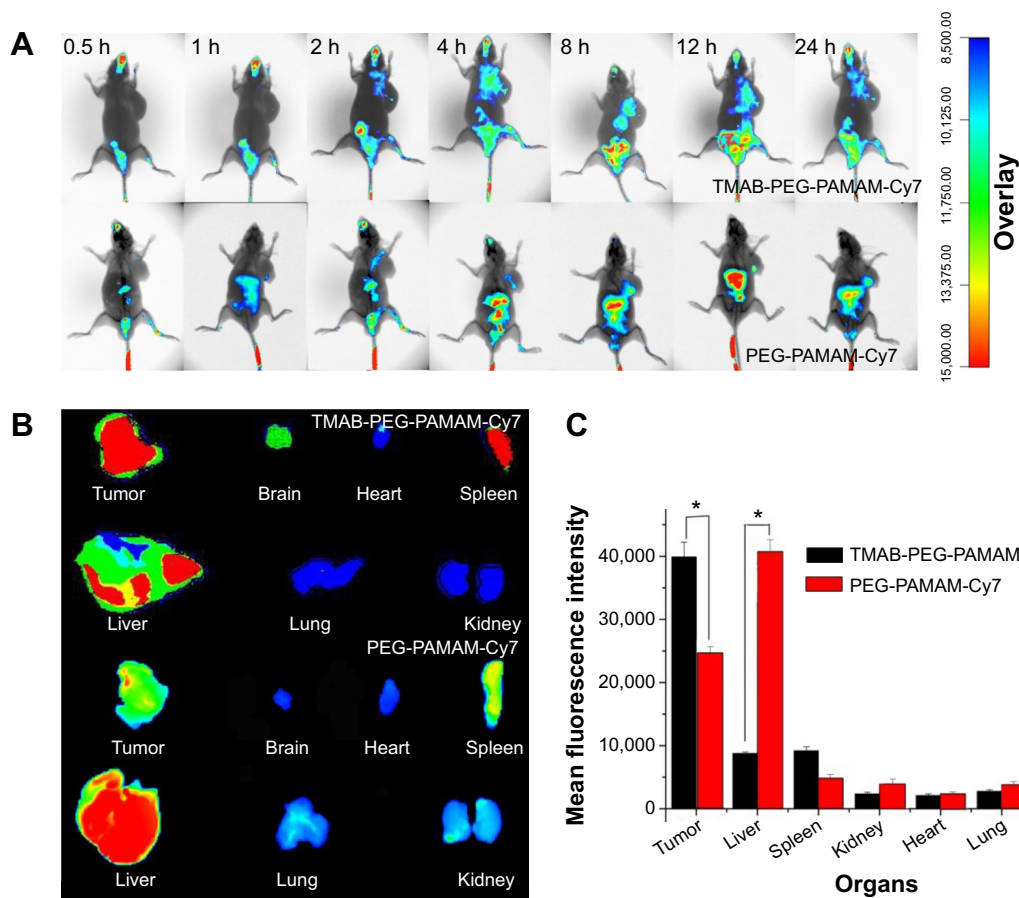 A
0.5 h 1 h 2 h 4 h 8 h 12 h 24 h
TMAB-PEG-PAMAM-Cy7
PEG-PAMAM-Cy7
8,500.00
10,125.00
11,750.00
13,375.00
15,000.00
Overlay
B
TMAB-PEG-PAMAM-Cy7
Tumor Brain Heart Spleen
Liver Lung Kidney
PEG-PAMAM-Cy7
Tumor Brain Heart Spleen
Liver Lung Kidney
C
Mean fluorescence intensity
40,000
30,000
20,000
10,000
0
* *
TMAB-PEG-PAMAM
PEG-PAMAM-Cy7
Tumor Liver Spleen Kidney Heart Lung
Organs